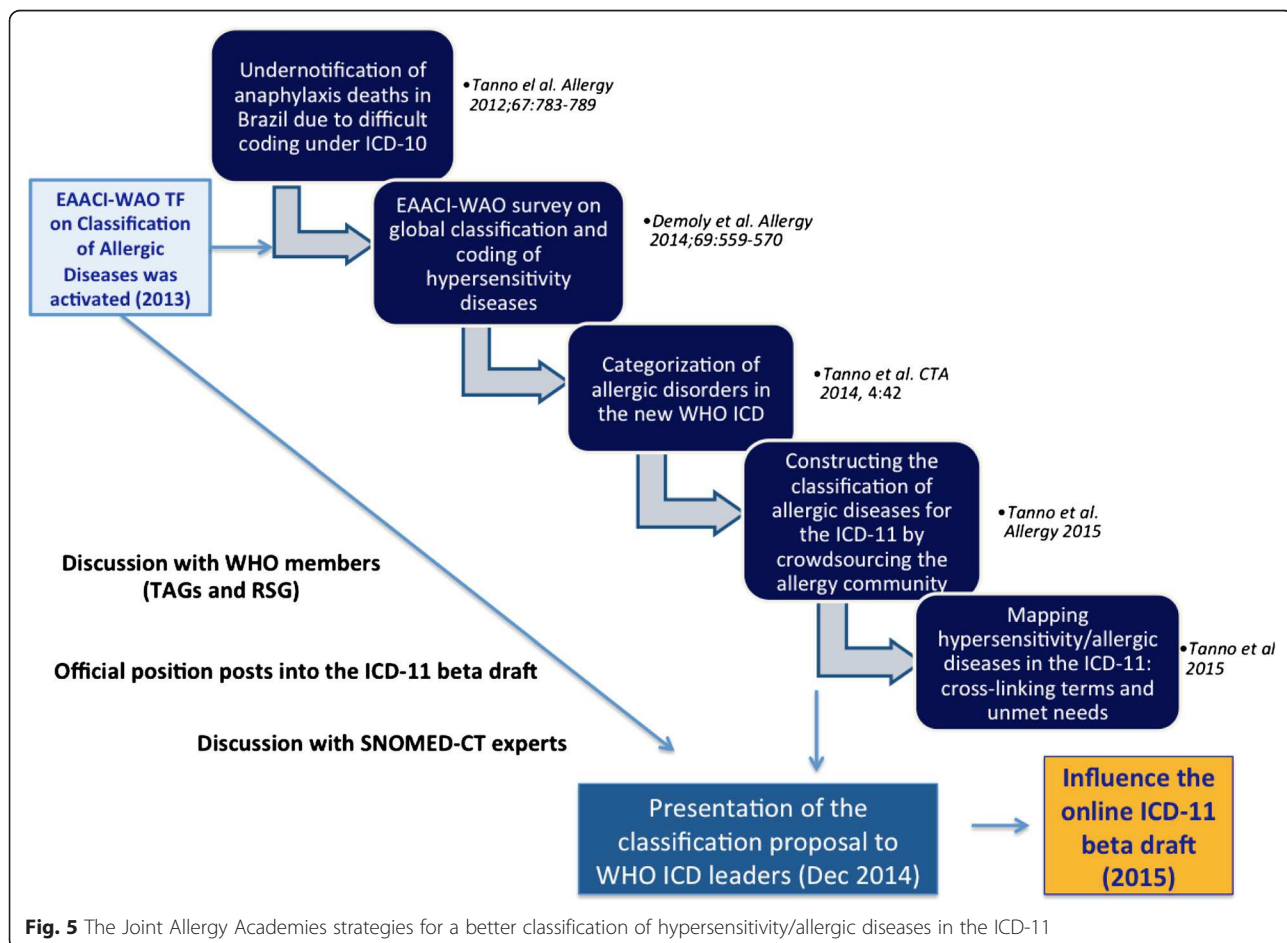 Undernotification of
anaphylaxis deaths in
Brazil due to difficult
coding under ICD-10
•Tanno el al. Allergy
2012;67:783-789
EAACI-WAO TF
on Classification
of Allergic
Diseases was
activated (2013)
EAACI-WAO survey on
global classification and
coding of
hypersensitivity
diseases
•Demoly et al. Allergy
2014;69:559-570
Categorization of
allergic disorders in
the new WHO ICD
•Tanno et al. CTA
2014, 4:42
Constructing the
classification of
allergic diseases for
the ICD-11 by
crowdsourcing the
allergy community
•Tanno et al.
Allergy 2015
Mapping
hypersensitivity/allergic
diseases in the ICD-11:
cross-linking terms and
unmet needs
•Tanno et al
2015
Discussion with WHO members
(TAGs and RSG)
Official position posts into the ICD-11 beta draft
Discussion with SNOMED-CT experts
Presentation of the
classification proposal to
WHO ICD leaders (Dec 2014)
Influence the
online ICD-11
beta draft
(2015)
Fig. 5 The Joint Allergy Academies strategies for a better classification of hypersensitivity/allergic diseases in the ICD-11